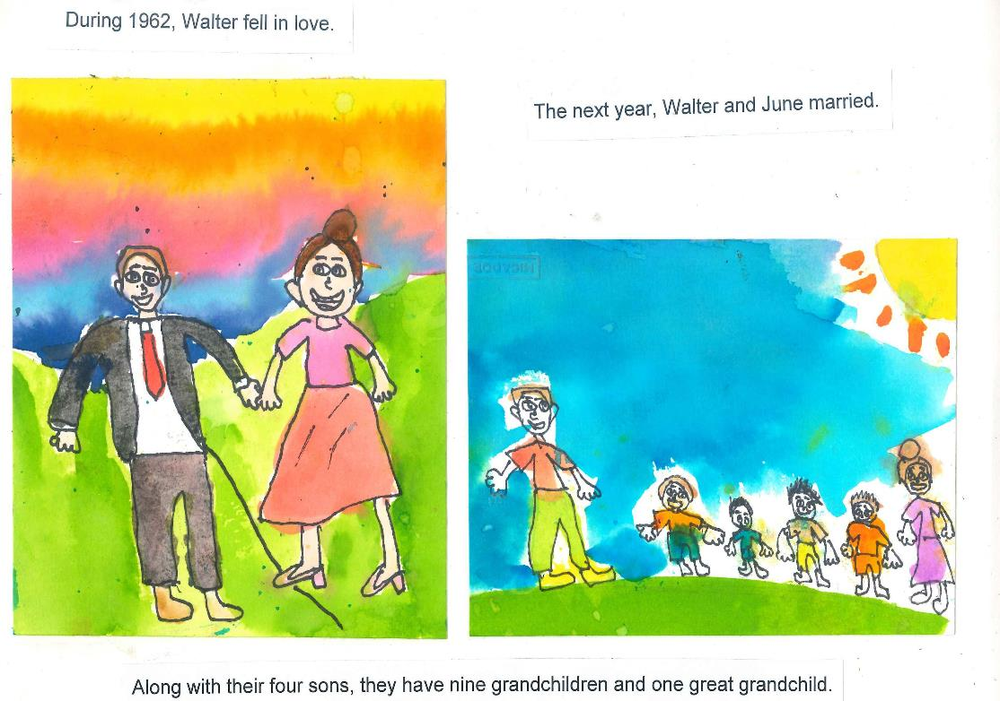 During 1962, Walter fell in love.
The next year, Walter and June married.
Along with their four sons, they have nine grandchildren and one great grandchild.